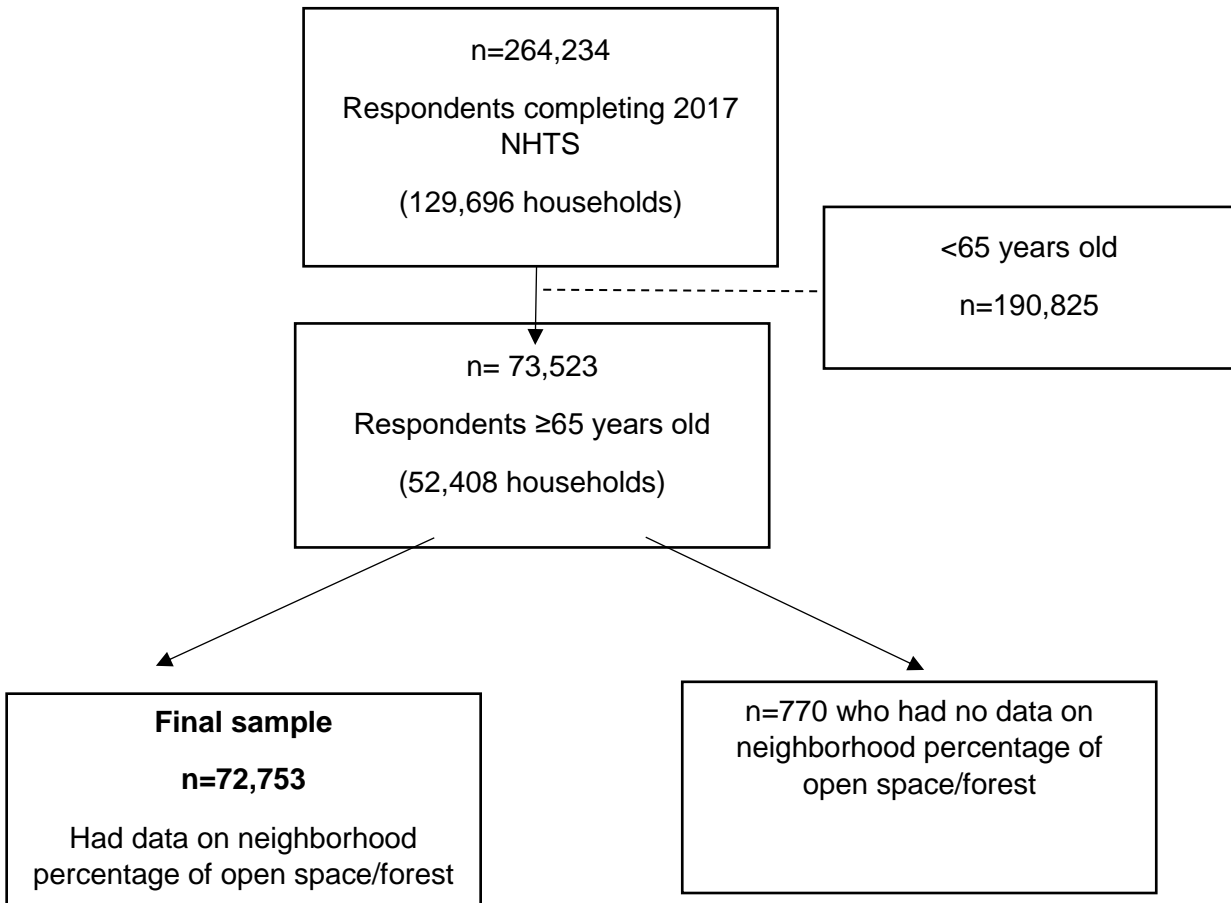 n=264,234
Respondents completing 2017
NHTS
(129,696 households)
<65 years old
n=190,825
n= 73,523
Respondents ≥65 years old
(52,408 households)
Final sample
n=72,753
Had data on neighborhood
percentage of open space/forest
n=770 who had no data on
neighborhood percentage of
open space/forest